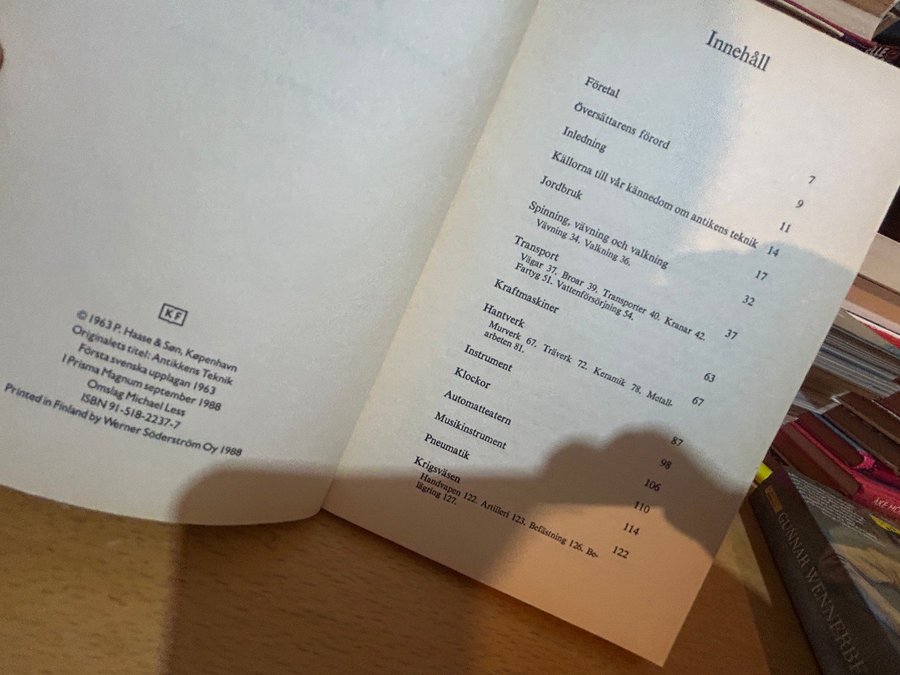 KF
© 1963 P. Haase & Søn, Køpenhavn
Originalets titel: Antikkens Teknik
Första svenska upplagan 1963
I Prisma Magnum september 1988
Omslag Michael Less
ISBN 91-518-2237-7
Printed in Finland by Werner Söderström Oy 1988
Innehåll
Företal 7
Översättarens förord 9
Inledning 11
Källorna till vår kännedom om antikens teknik 14
Jordbruk 17
Spinning, vävning och valkning 32
Vävning 34. Valkning 36.
Transport 37
Vägar 37. Broar 39. Transporter 40. Kranar 42.
Fartyg 51. Vattenförsörjning 54.
Kraftmaskiner 63
Hantverk 67
Murverk 67. Träverk 72. Keramik 78. Metall-
arbeten 81.
Instrument 87
Klockor 98
Automatteatern 106
Musikinstrument 110
Pneumatik 114
Krigsväsen 122
Handvapen 122. Artilleri 123. Befästning 126. Be-
lägring 127.
GUNNAR WENNERBE